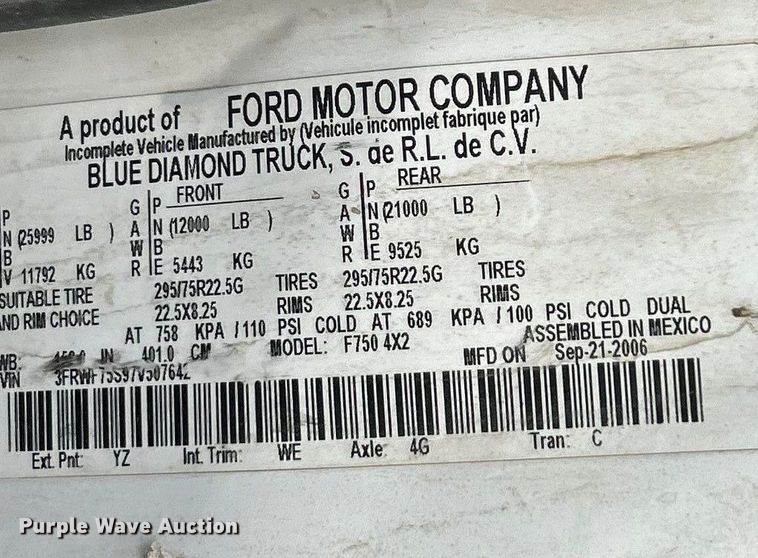 A product of FORD MOTOR COMPANY
Incomplete Vehicle Manufactured by (Vehicule incomplet fabrique par)
BLUE DIAMOND TRUCK, S. de R.L. de C.V.
FRONT REAR
P G P G P
N (25999 LB ) A N (12000 LB ) A N (21000 LB )
B W B W B
V 11792 KG R E 5443 KG R E 9525 KG
SUITABLE TIRE 295/75R22.5G TIRES 295/75R22.5G TIRES
AND RIM CHOICE 22.5X8.25 RIMS 22.5X8.25 RIMS
AT 758 KPA / 110 PSI COLD AT 689 KPA / 100 PSI COLD DUAL
WB: IN 401.0 CM MODEL: F750 4X2 ASSEMBLED IN MEXICO
VIN MFD ON Sep-21-2006
Ext. Pnt: YZ Int. Trim: WE Axle: 4G Tran: C
Purple Wave Auction